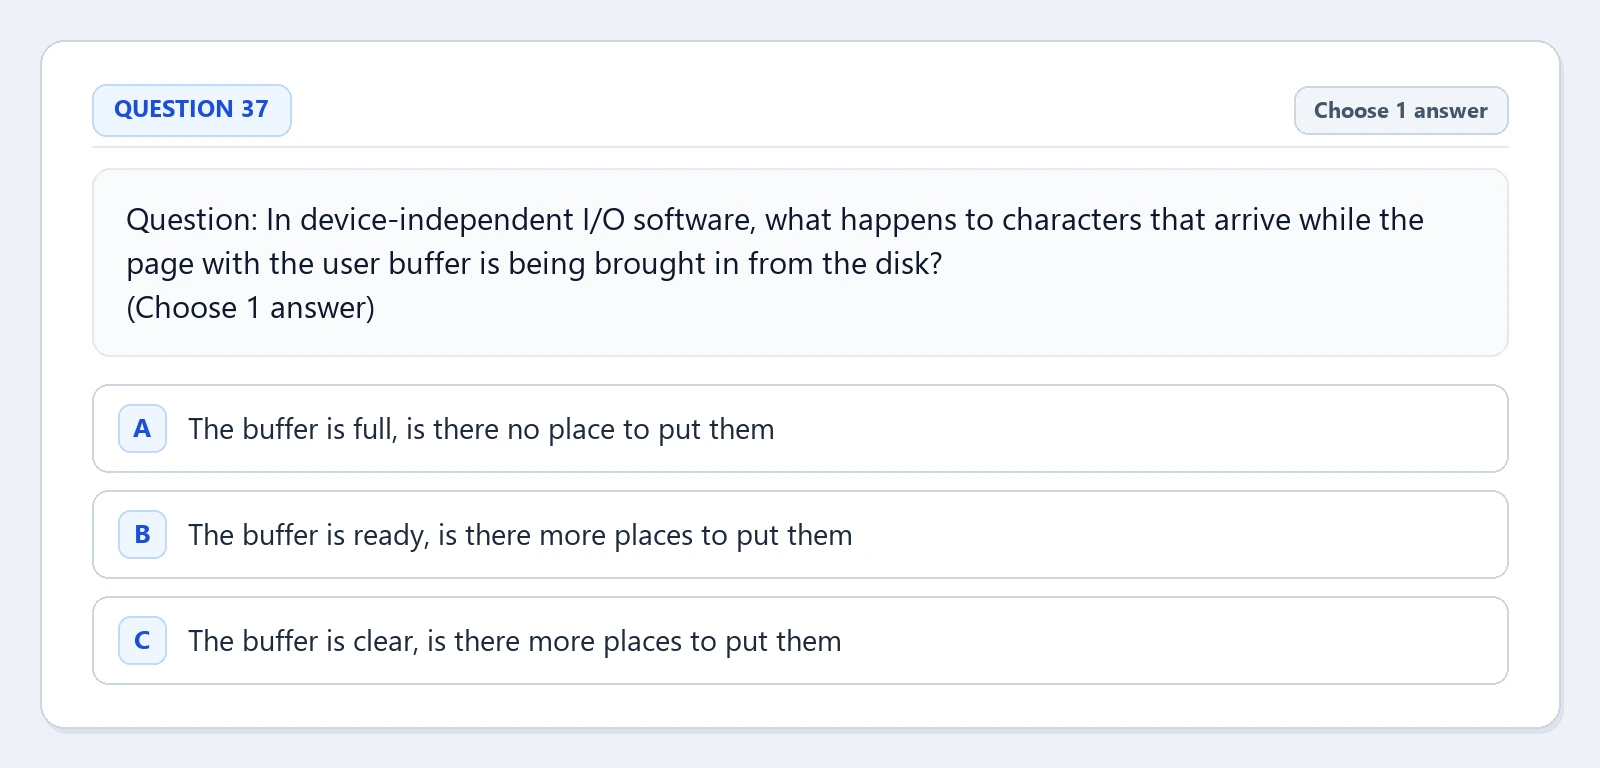 QUESTION 37
Choose 1 answer
Question: In device-independent I/O software, what happens to characters that arrive while the
page with the user buffer is being brought in from the disk?
(Choose 1 answer)
A The buffer is full, is there no place to put them
B The buffer is ready, is there more places to put them
C The buffer is clear, is there more places to put them